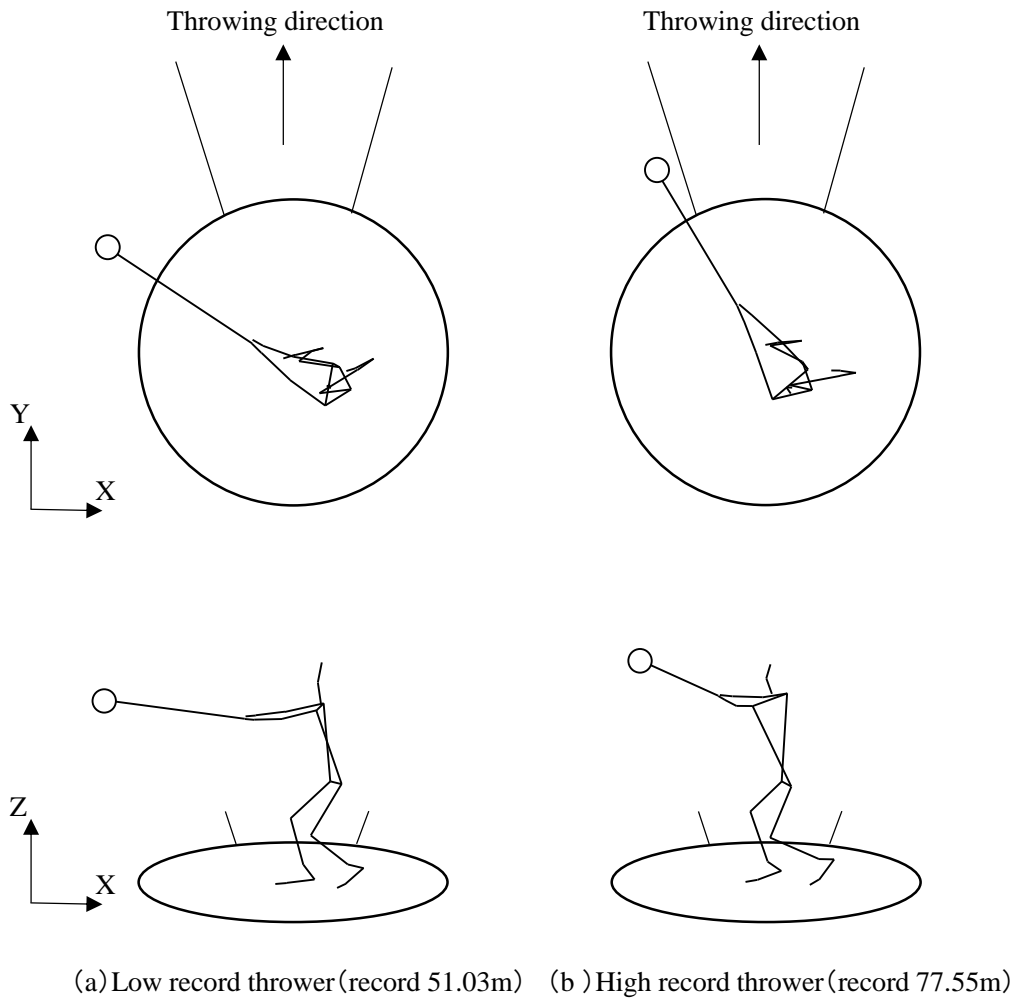 Throwing direction
Throwing direction
Y
X
Z
X
(a)Low record thrower(record 51.03m)
(b )High record thrower(record 77.55m)